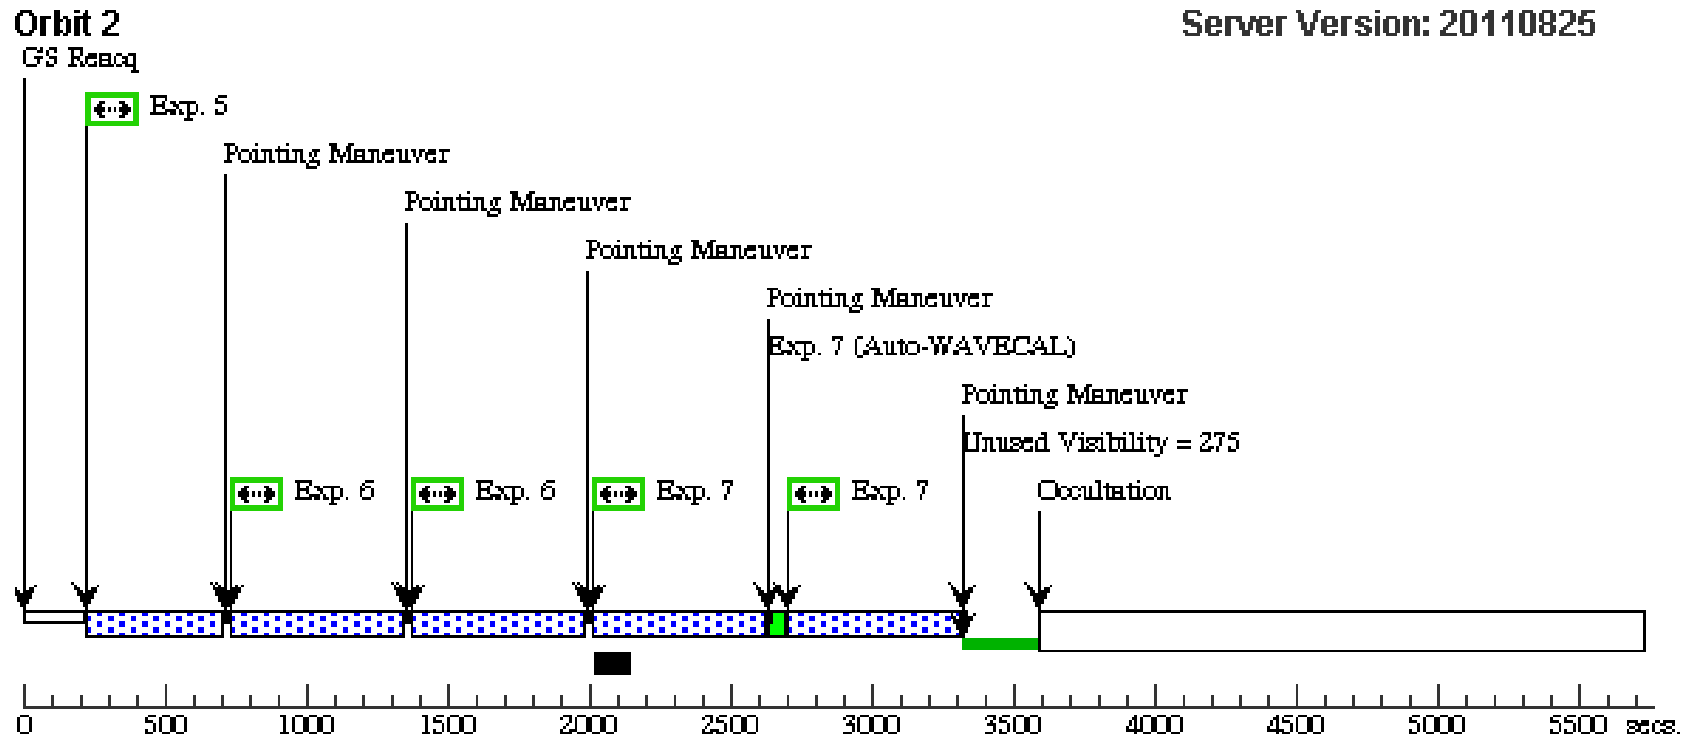 Orbit 2
Server Version: 20110825
GS Reacq
Exp. 5
Pointing Maneuver
Pointing Maneuver
Pointing Maneuver
Pointing Maneuver
Exp. 7 (Auto-WAVECAL)
Pointing Maneuver
Unused Visibility = 275
Exp. 6
Exp. 6
Exp. 7
Exp. 7
Occultation
0 500 1000 1500 2000 2500 3000 3500 4000 4500 5000 5500 secs.